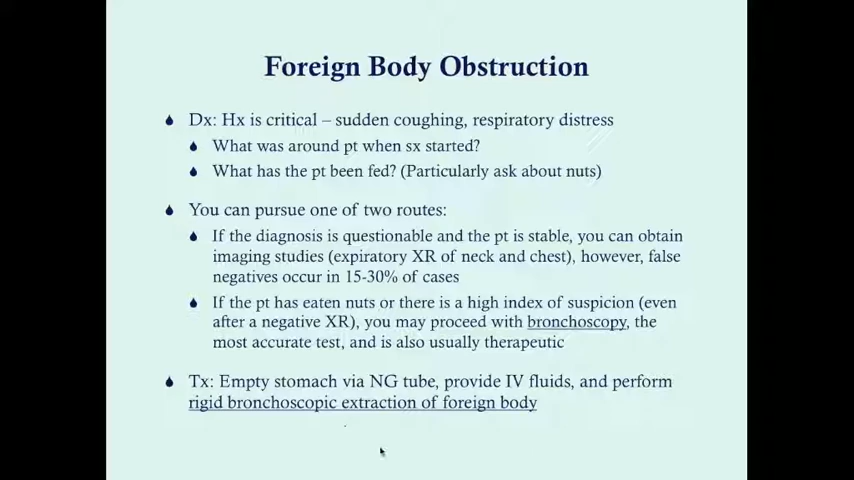 Foreign Body Obstruction
Dx: Hx is critical – sudden coughing, respiratory distress
What was around pt when sx started?
What has the pt been fed? (Particularly ask about nuts)
You can pursue one of two routes:
If the diagnosis is questionable and the pt is stable, you can obtain
imaging studies (expiratory XR of neck and chest), however, false
negatives occur in 15-30% of cases
If the pt has eaten nuts or there is a high index of suspicion (even
after a negative XR), you may proceed with bronchoscopy, the
most accurate test, and is also usually therapeutic
Tx: Empty stomach via NG tube, provide IV fluids, and perform
rigid bronchoscopic extraction of foreign body